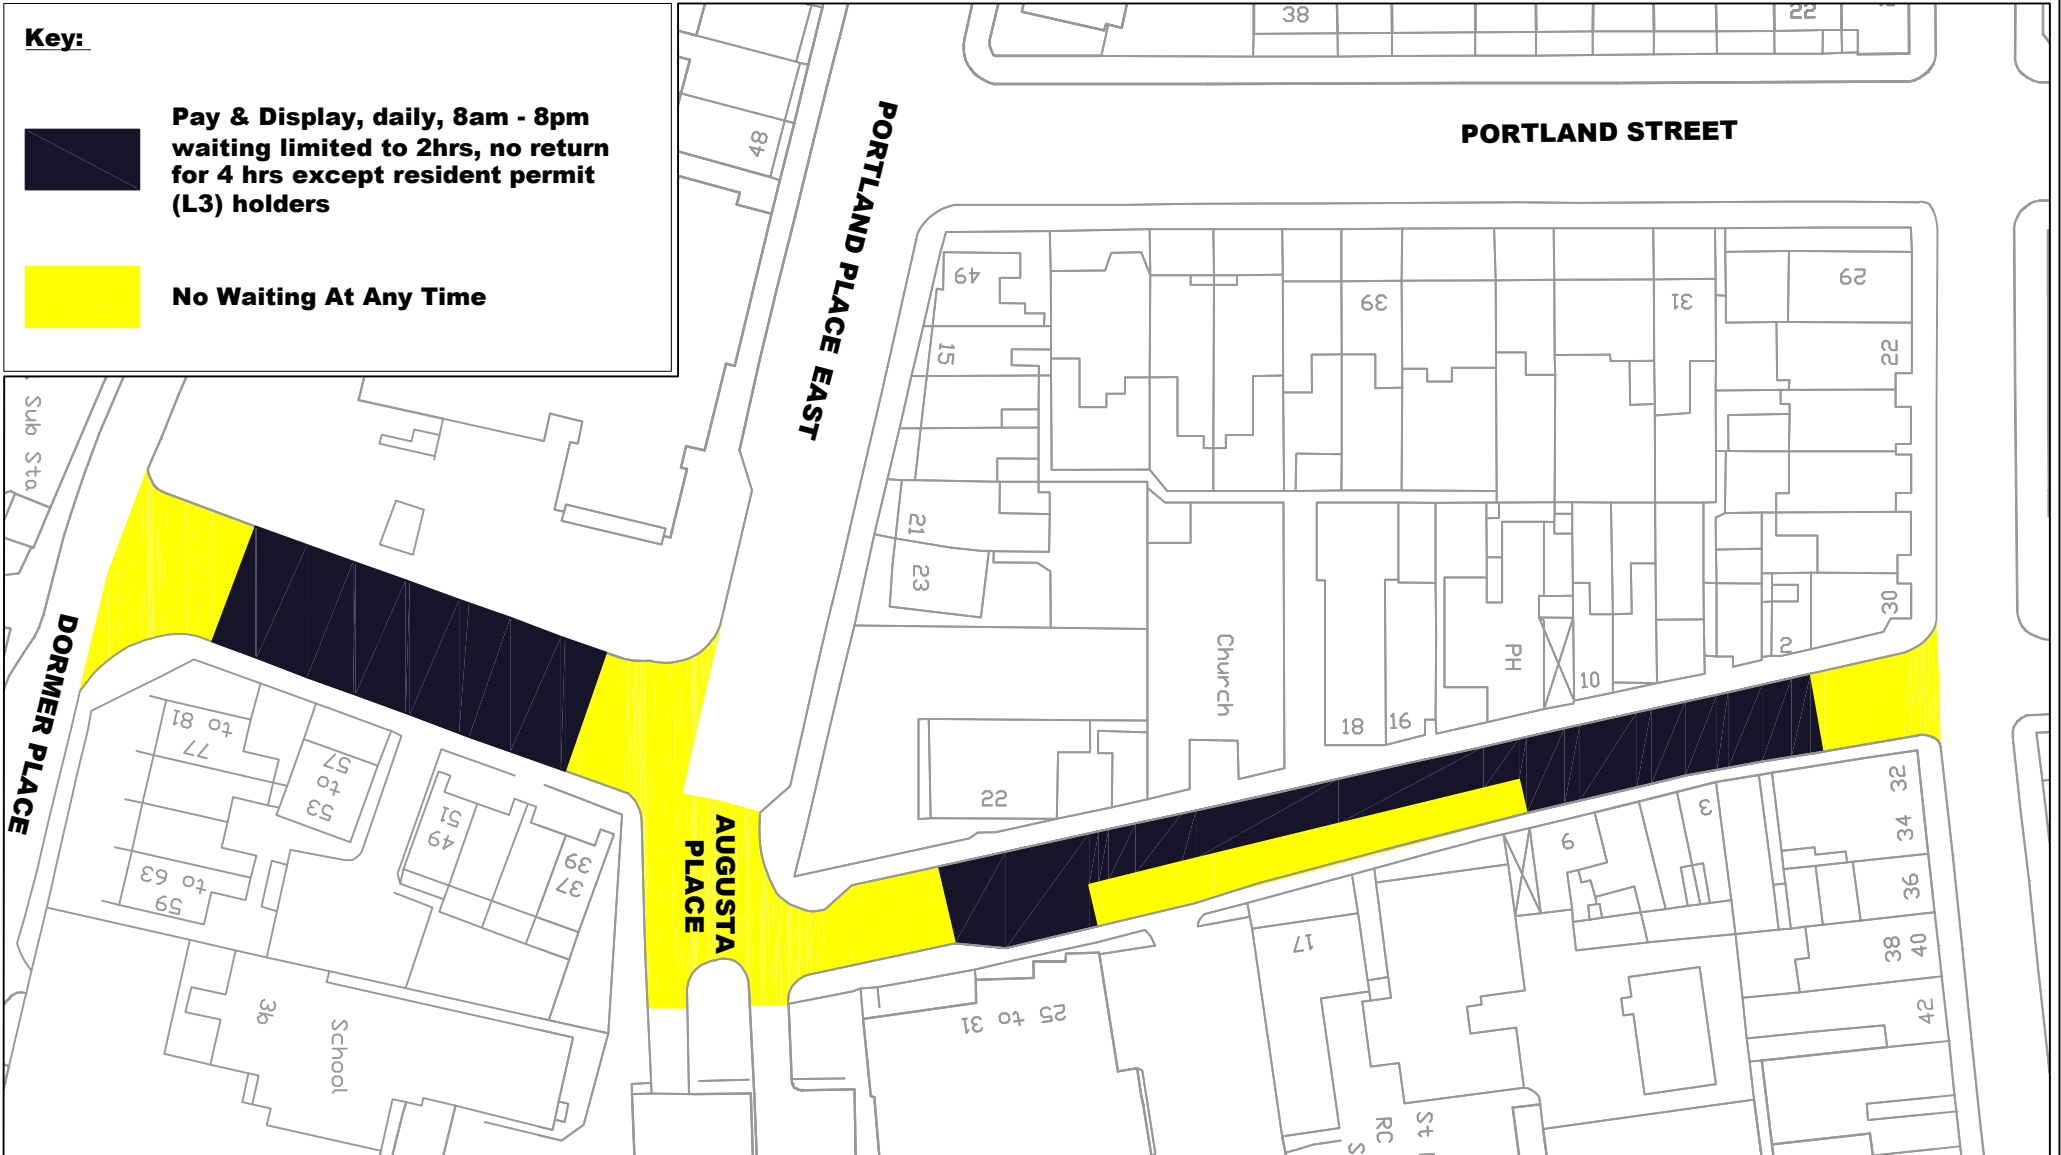 Key:
Pay & Display, daily, 8am - 8pm
waiting limited to 2hrs, no return
for 4 hrs except resident permit
(L3) holders
No Waiting At Any Time
38
22
48
PORTLAND PLACE EAST
PORTLAND STREET
49
39
31
29
15
22
Sub Sta
21
23
30
2
Church
PH
10
18
16
22
DORMER PLACE
77
to 81
57
to
53
51
49
39
37
59
to 63
AUGUSTA
PLACE
3
9
32
34
36
38
40
42
17
25 to 31
3b
School
RC
St
S